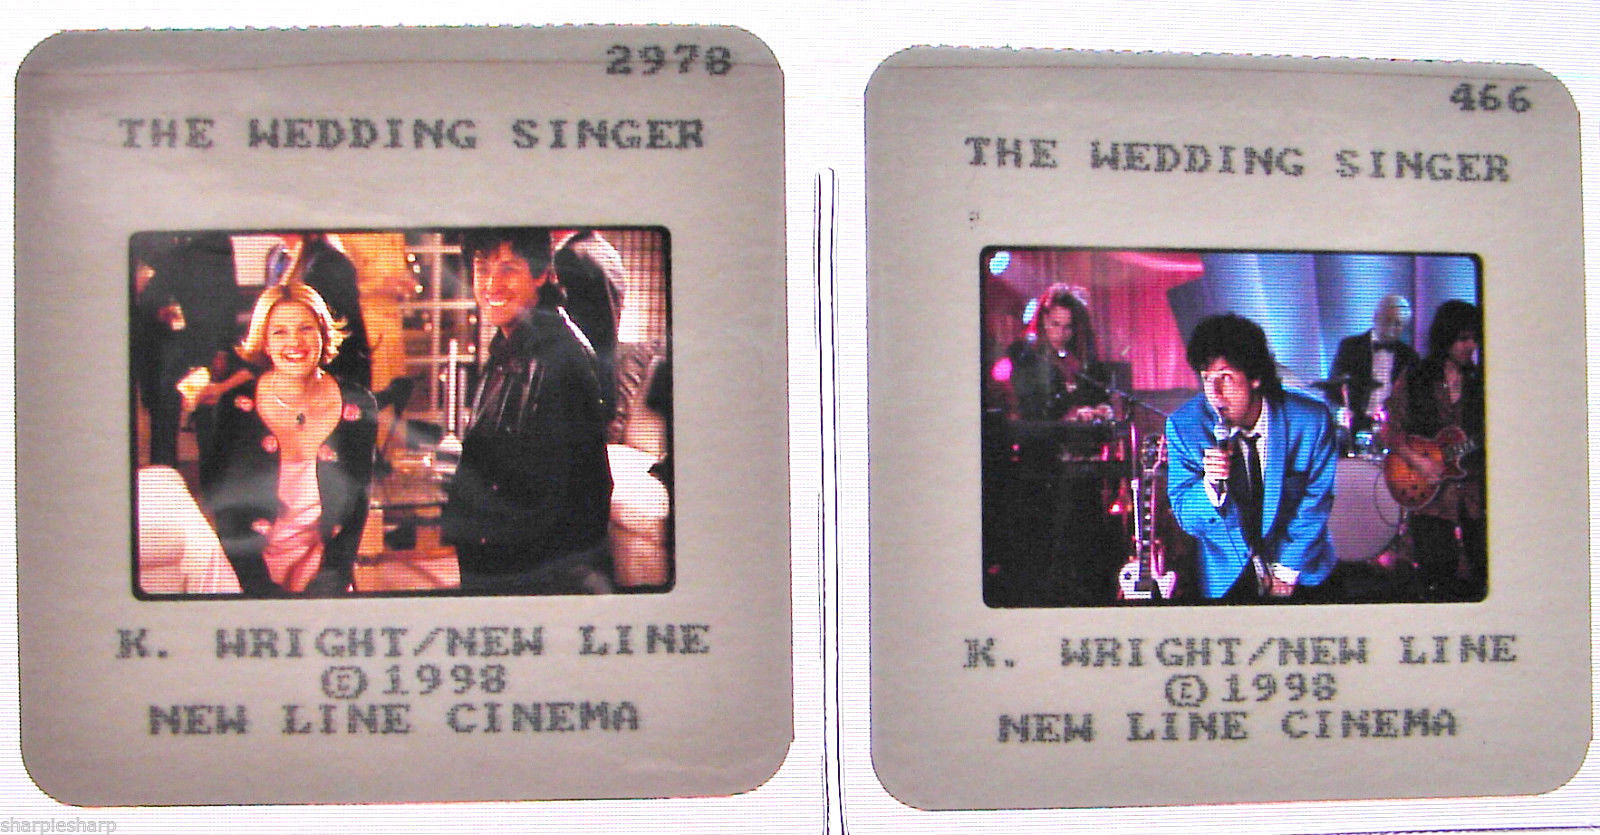 2978
THE WEDDING SINGER
K. WRIGHT/NEW LINE
©1998
NEW LINE CINEMA
466
THE WEDDING SINGER
K. WRIGHT/NEW LINE
©1998
NEW LINE CINEMA
sharplesharp